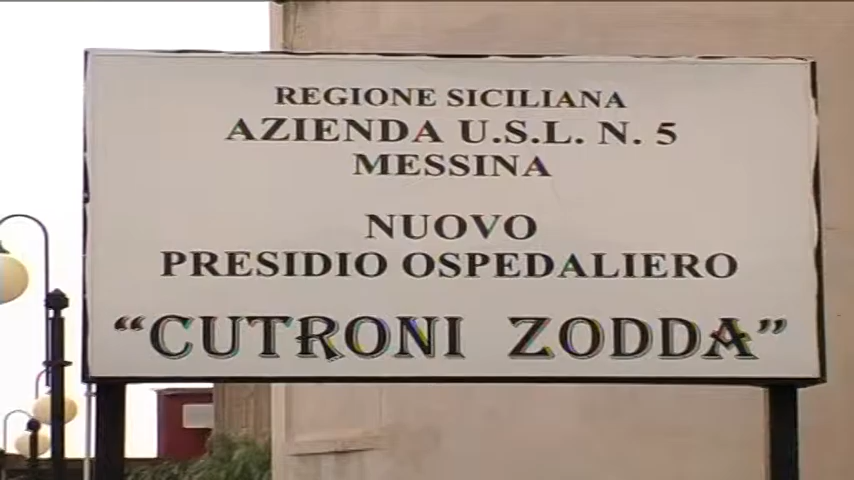 REGIONE SICILIANA
AZIENDA U.S.L. N. 5
MESSINA
NUOVO
PRESIDIO OSPEDALIERO
“CUTRONI ZODDA”